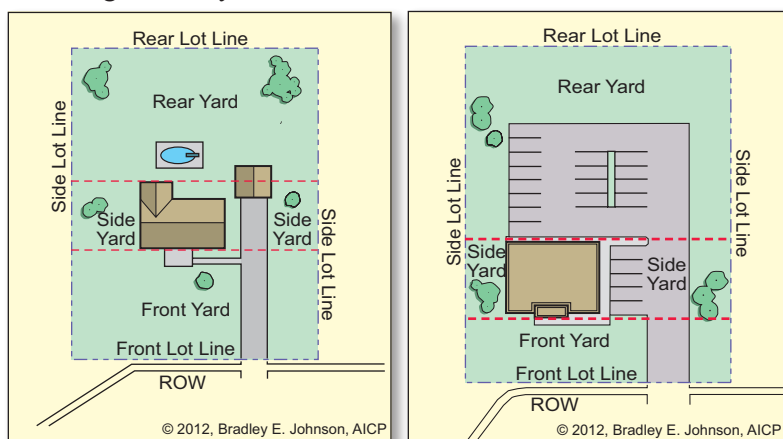 Rear Lot Line
Rear Yard
Side Lot Line
Side
Yard
Side
Yard
Side Lot Line
Front Yard
Front Lot Line
ROW
© 2012, Bradley E. Johnson, AICP
Rear Lot Line
Rear Yard
Side Lot Line
Side Lot Line
Side
Yard
Side
Yard
Front Yard
Front Lot Line
ROW
© 2012, Bradley E. Johnson, AICP